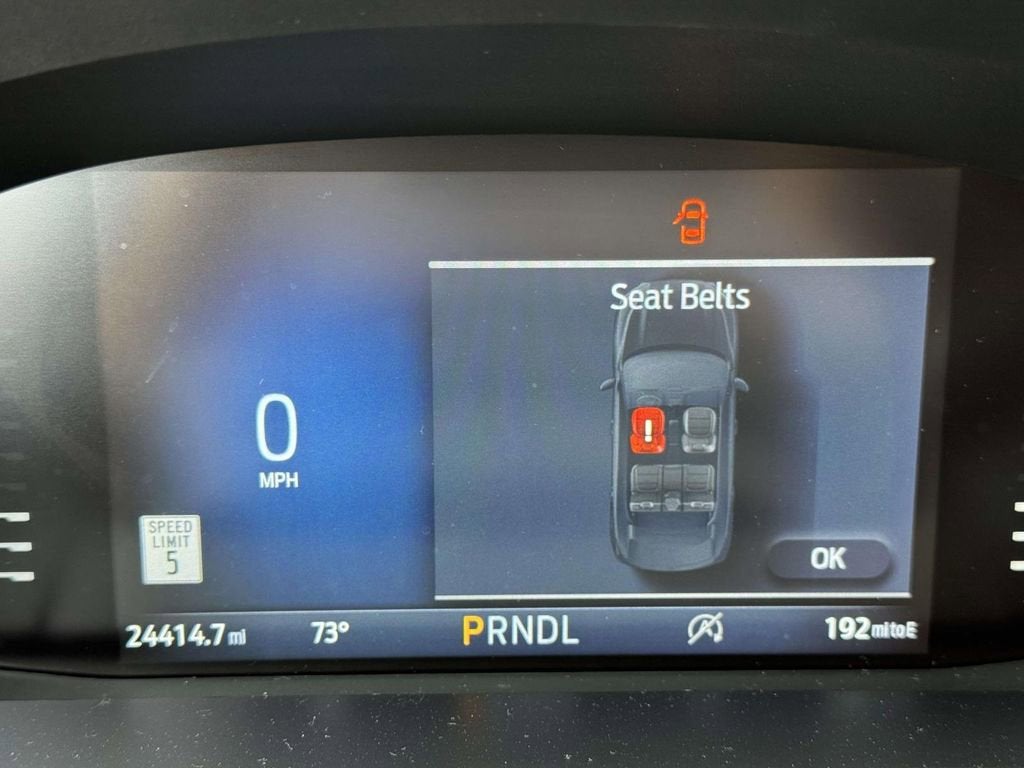 Seat Belts
!
0
MPH
SPEED
LIMIT
5
OK
24414.7 mi 73° PRNDL 192 mi to E